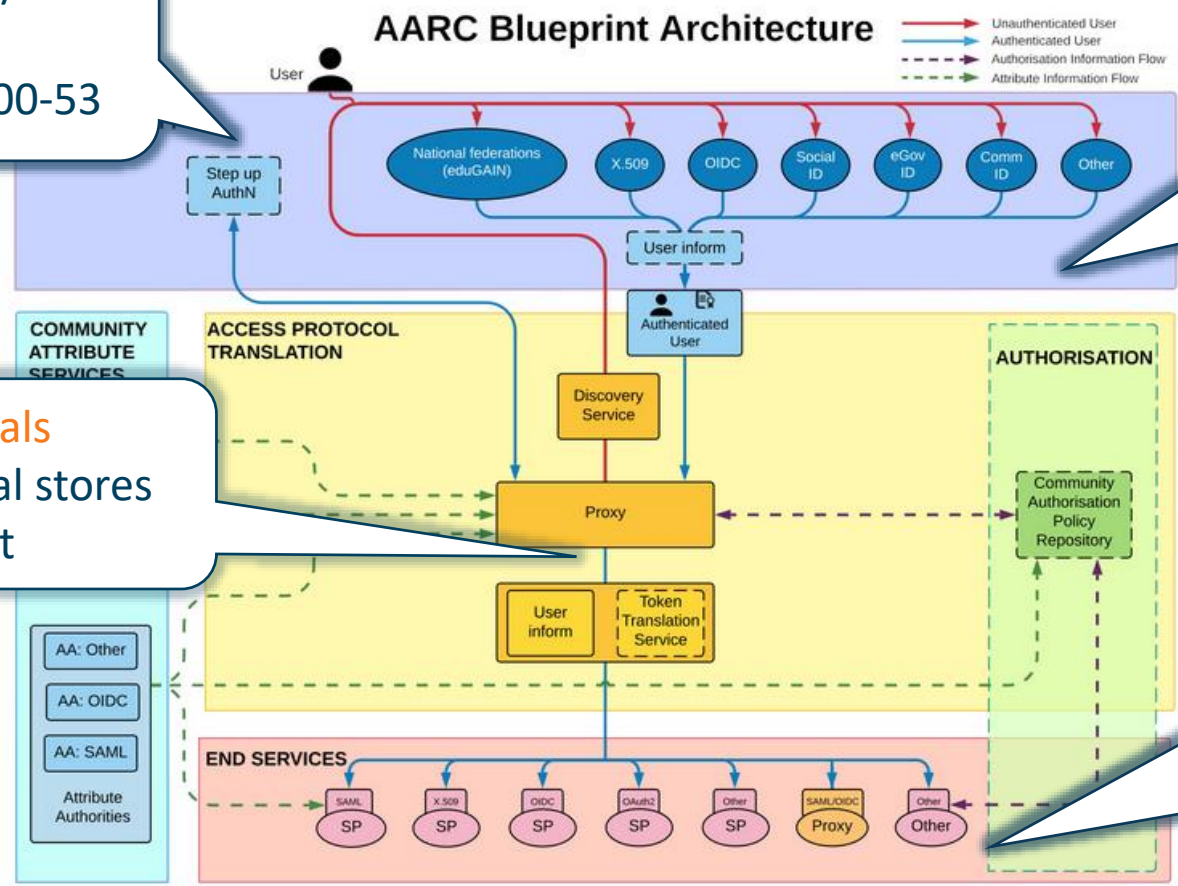 AARC Blueprint Architecture
Unauthenticated User
Authenticated User
Authorisation Information Flow
Attribute Information Flow
User
00-53
National federations
(eduGAIN)
X.509
OIDC
Social
ID
eGov
ID
Comm
ID
Other
Step up
AuthN
User inform
Authenticated
User
COMMUNITY
ATTRIBUTE
SERVICES
ACCESS PROTOCOL
TRANSLATION
AUTHORISATION
Discovery
Service
als
al stores
t
Proxy
Community
Authorisation
Policy
Repository
User
inform
Token
Translation
Service
AA: Other
AA: OIDC
AA: SAML
Attribute
Authorities
END SERVICES
SAML
SP
X.509
SP
OIDC
SP
OAuth2
SP
Other
SP
SAML/OIDC
Proxy
Other
Other